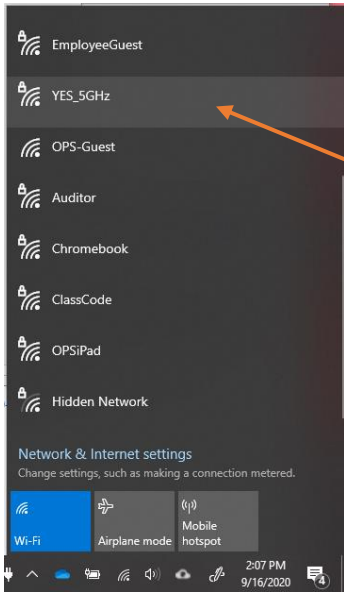 EmployeeGuest
YES_5GHz
OPS-Guest
Auditor
Chromebook
ClassCode
OPSiPad
Hidden Network
Network & Internet settings
Change settings, such as making a connection metered.
Wi-Fi
Airplane mode
Mobile
hotspot
2:07 PM
9/16/2020
4